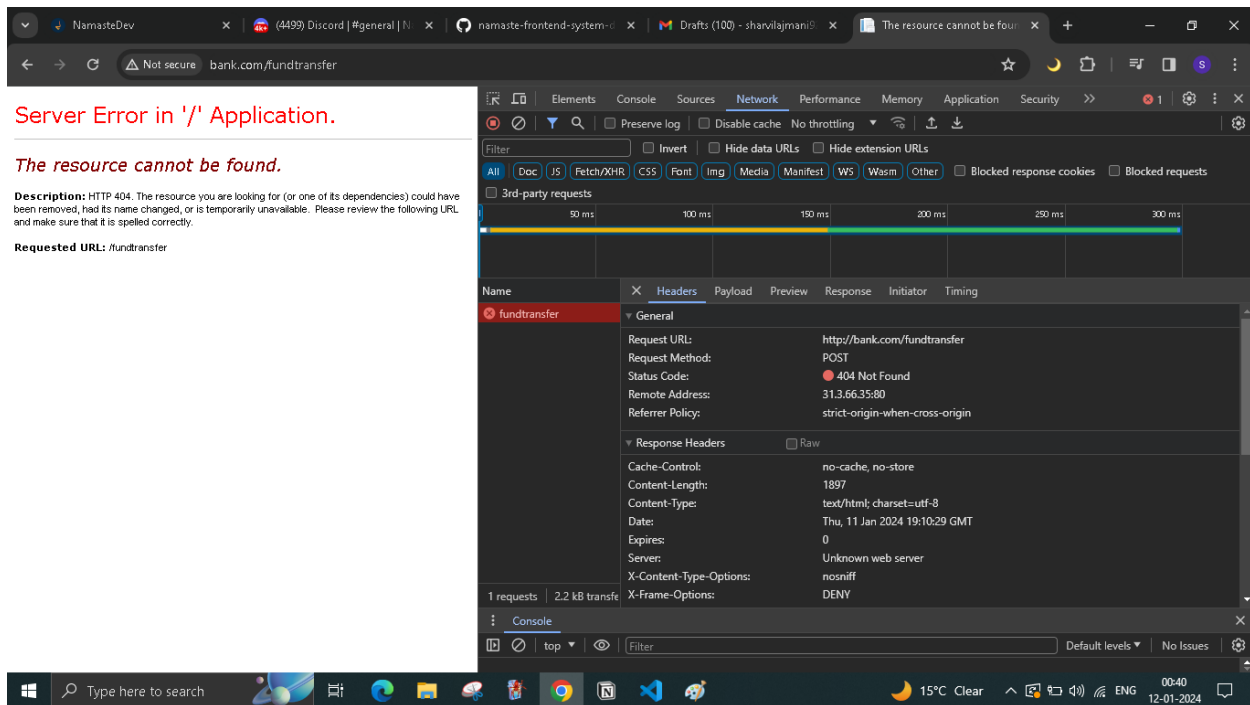 NamasteDev
(4499) Discord | #general | N
namaste-frontend-system-d
Drafts (100) - sharvilajmani9
The resource cannot be foun
Not secure
bank.com/fundtransfer
S
Server Error in '/' Application.
The resource cannot be found.
Description: HTTP 404. The resource you are looking for (or one of its dependencies) could have
been removed, had its name changed, or is temporarily unavailable. Please review the following URL
and make sure that it is spelled correctly.
Requested URL: /fundtransfer
Elements Console Sources Network Performance Memory Application Security 1
Preserve log Disable cache No throttling
Filter Invert Hide data URLs Hide extension URLs
All Doc JS Fetch/XHR CSS Font Img Media Manifest WS Wasm Other Blocked response cookies Blocked requests
3rd-party requests
50 ms 100 ms 150 ms 200 ms 250 ms 300 ms
Name Headers Payload Preview Response Initiator Timing
fundtransfer
General
Request URL: http://bank.com/fundtransfer
Request Method: POST
Status Code: 404 Not Found
Remote Address: 31.3.66.35:80
Referrer Policy: strict-origin-when-cross-origin
Response Headers Raw
Cache-Control: no-cache, no-store
Content-Length: 1897
Content-Type: text/html; charset=utf-8
Date: Thu, 11 Jan 2024 19:10:29 GMT
Expires: 0
Server: Unknown web server
X-Content-Type-Options: nosniff
X-Frame-Options: DENY
1 requests 2.2 kB transfe
Console
top Filter Default levels No Issues
Type here to search
15°C Clear ENG
00:40
12-01-2024